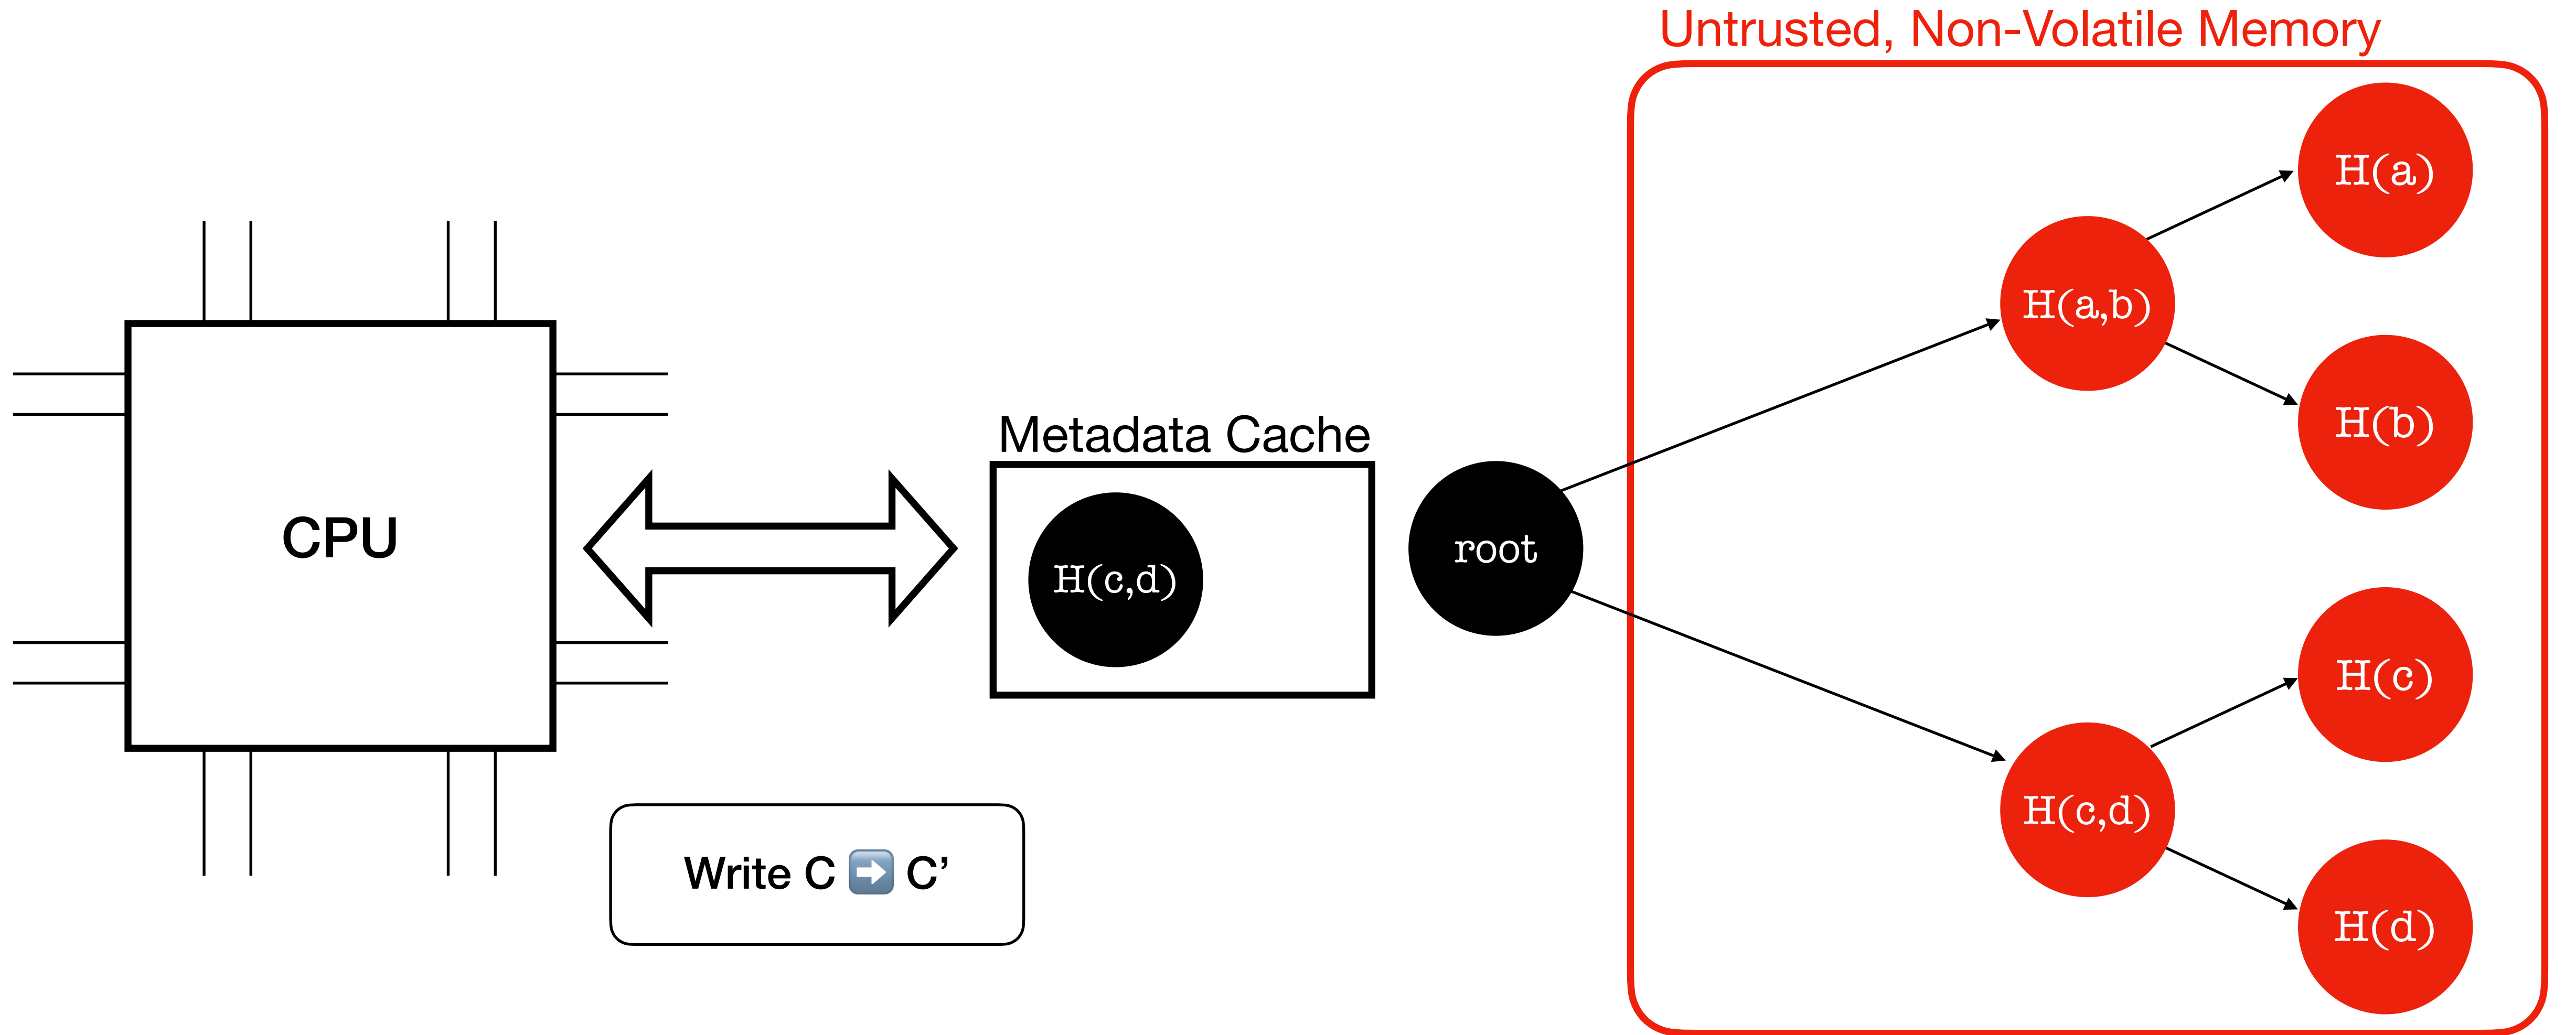 Untrusted, Non-Volatile Memory
H(a)
H(a,b)
H(b)
Metadata Cache
CPU
H(c,d)
root
H(c)
H(c,d)
H(d)
Write C ➡️ C’